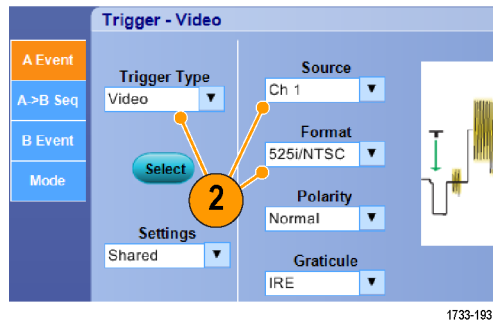 Trigger - Video
A Event
A->B Seq
B Event
Mode
Trigger Type
Video
Select
Settings
Shared
2
Source
Ch 1
Format
525i/NTSC
Polarity
Normal
Graticule
IRE
1733-193